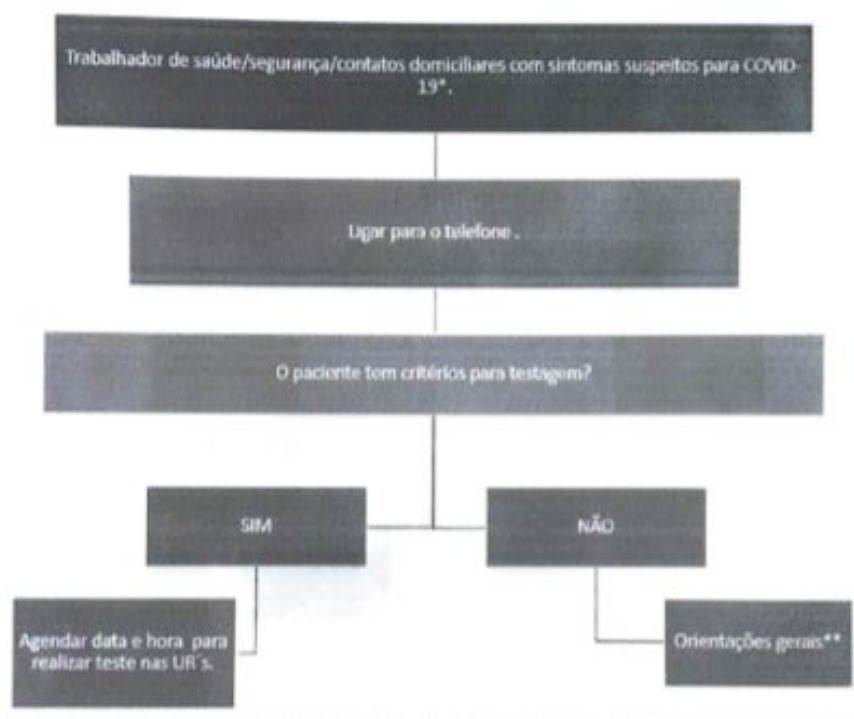 Trabalhador de saúde/segurança/contatos domiciliares com sintomas suspeitos para COVID-
19*.
Ligar para o telefone .
O paciente tem critérios para testagem?
SIM
NÃO
Agendar data e hora para
realizar teste nas UR´s.
Orientações gerais**